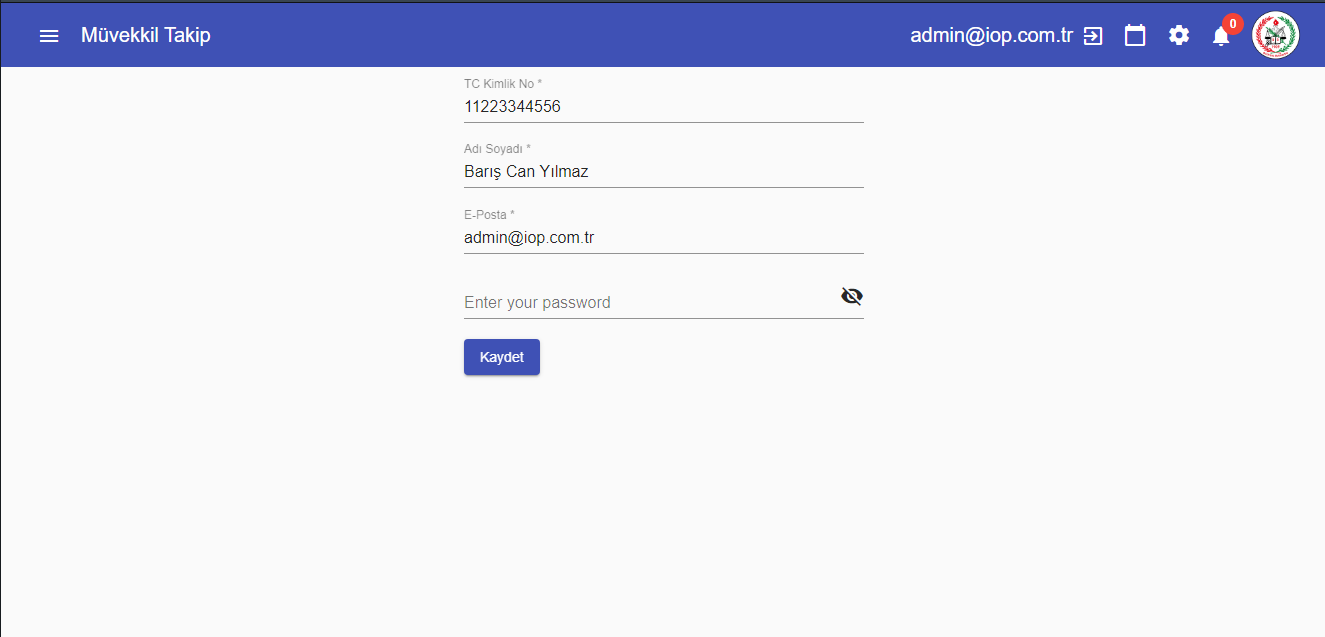 Müvekkil Takip
admin@iop.com.tr
0
TC Kimlik No *
11223344556
Adı Soyadı *
Barış Can Yılmaz
E-Posta *
admin@iop.com.tr
Enter your password
Kaydet